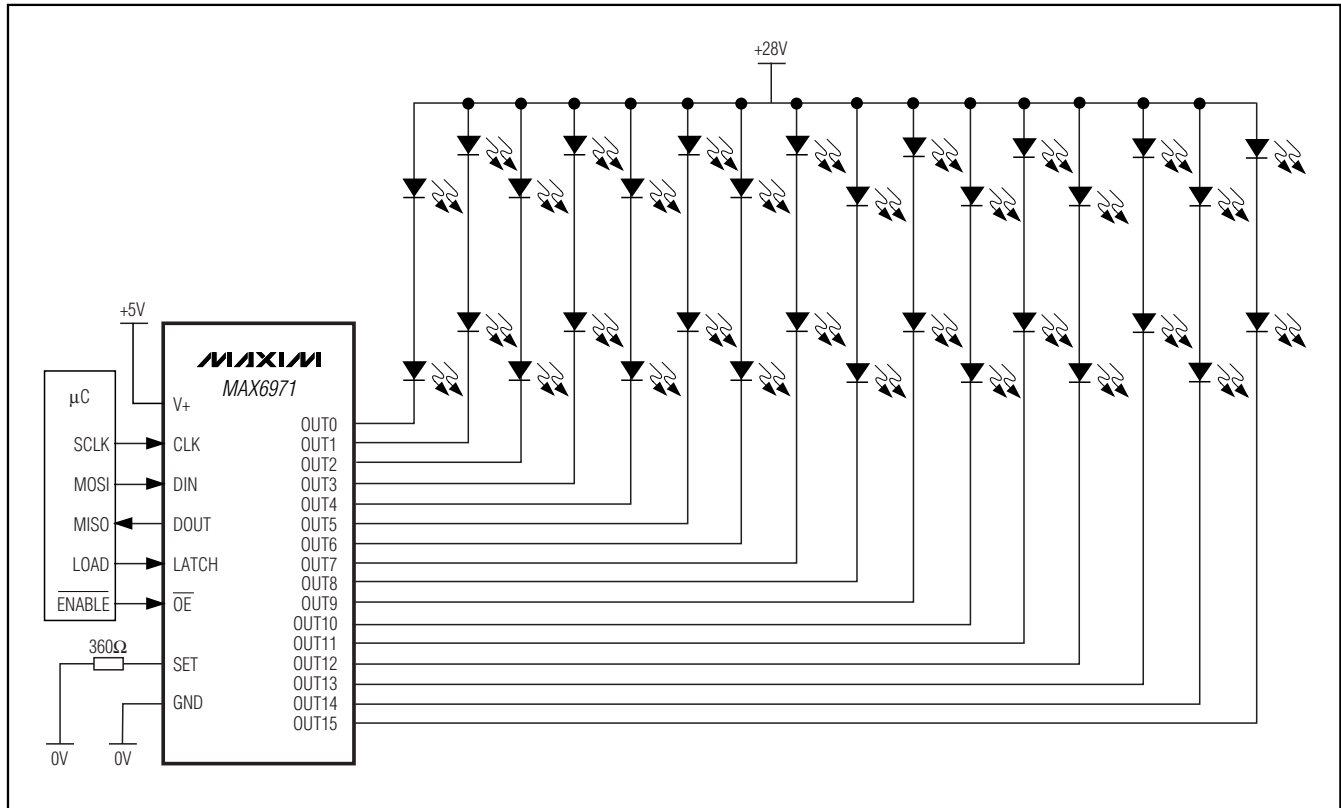 +28V
+5V
MAXIM
MAX6971
µC
SCLK
MOSI
MISO
LOAD
ENABLE
V+
CLK
DIN
DOUT
LATCH
OE
SET
GND
360Ω
0V
0V
OUT0
OUT1
OUT2
OUT3
OUT4
OUT5
OUT6
OUT7
OUT8
OUT9
OUT10
OUT11
OUT12
OUT13
OUT14
OUT15